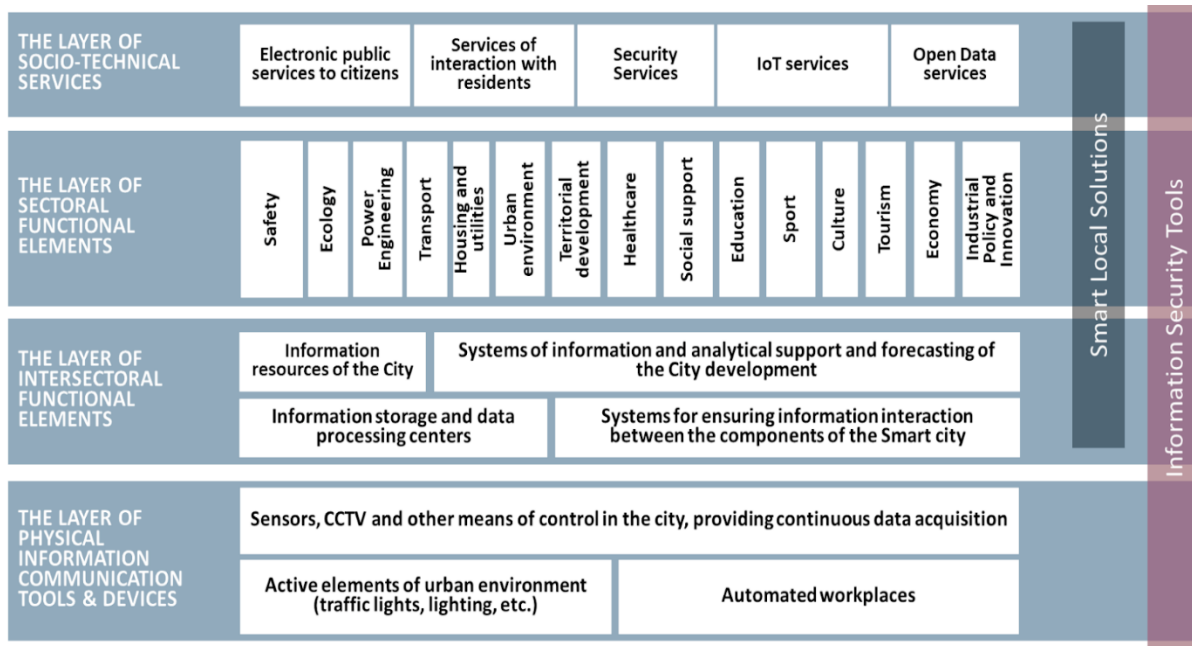 THE LAYER OF
SOCIO-TECHNICAL
SERVICES
Electronic public
services to citizens
Services of
interaction with
residents
Security
Services
IoT services
Open Data
services
THE LAYER OF
SECTORAL
FUNCTIONAL
ELEMENTS
Safety
Ecology
Power
Engineering
Transport
Housing and
utilities
Urban
environment
Territorial
development
Healthcare
Social support
Education
Sport
Culture
Tourism
Economy
Industrial
Policy and
Innovation
THE LAYER OF
INTERSECTORAL
FUNCTIONAL
ELEMENTS
Information
resources of the City
Systems of information and analytical support and forecasting of
the City development
Information storage and data
processing centers
Systems for ensuring information interaction
between the components of the Smart city
THE LAYER OF
PHYSICAL
INFORMATION
COMMUNICATION
TOOLS & DEVICES
Sensors, CCTV and other means of control in the city, providing continuous data acquisition
Active elements of urban environment
(traffic lights, lighting, etc.)
Automated workplaces
Smart Local Solutions
Information Security Tools